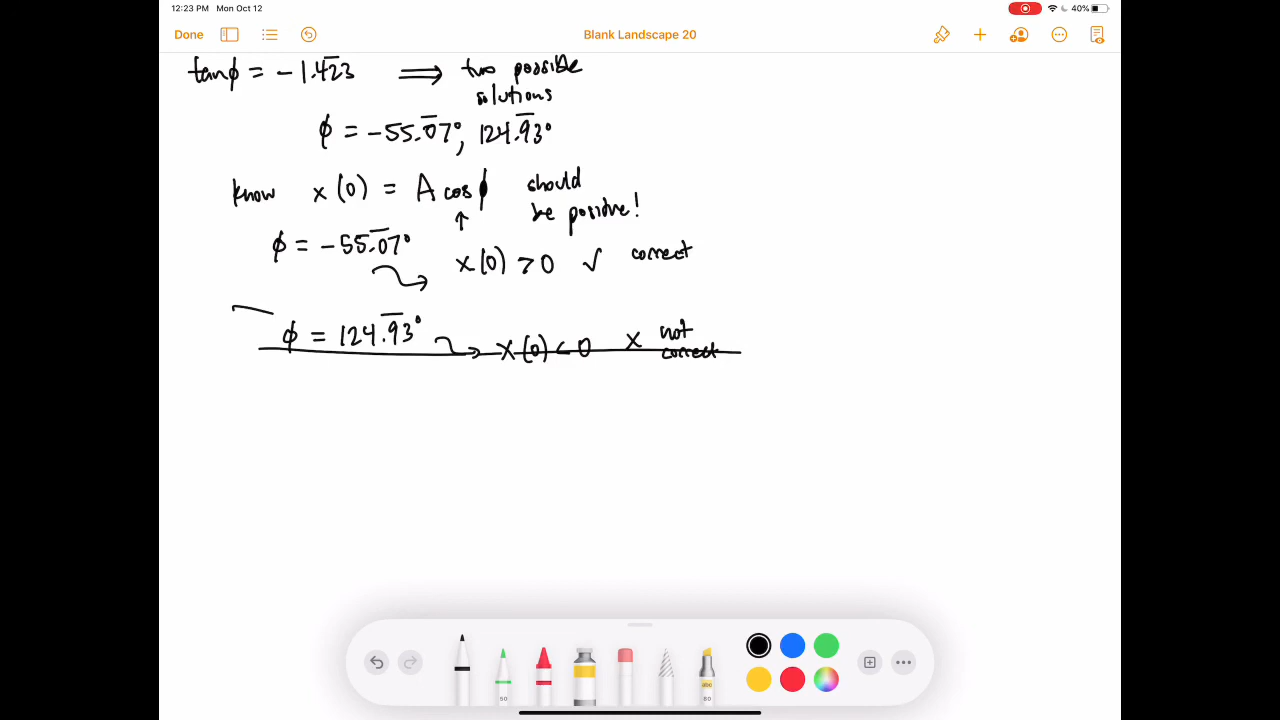 12:23 PM Mon Oct 12
40%
Done
Blank Landscape 20
tanϕ = -1.423 ⟹ two possible
solutions
ϕ = -55.07°, 124.93°
know x(0) = A cosϕ should
↑ be positive!
ϕ = -55.07°
x(0) > 0 ✓ correct
ϕ = 124.93° → x(0) < 0 x not
correct
50
50